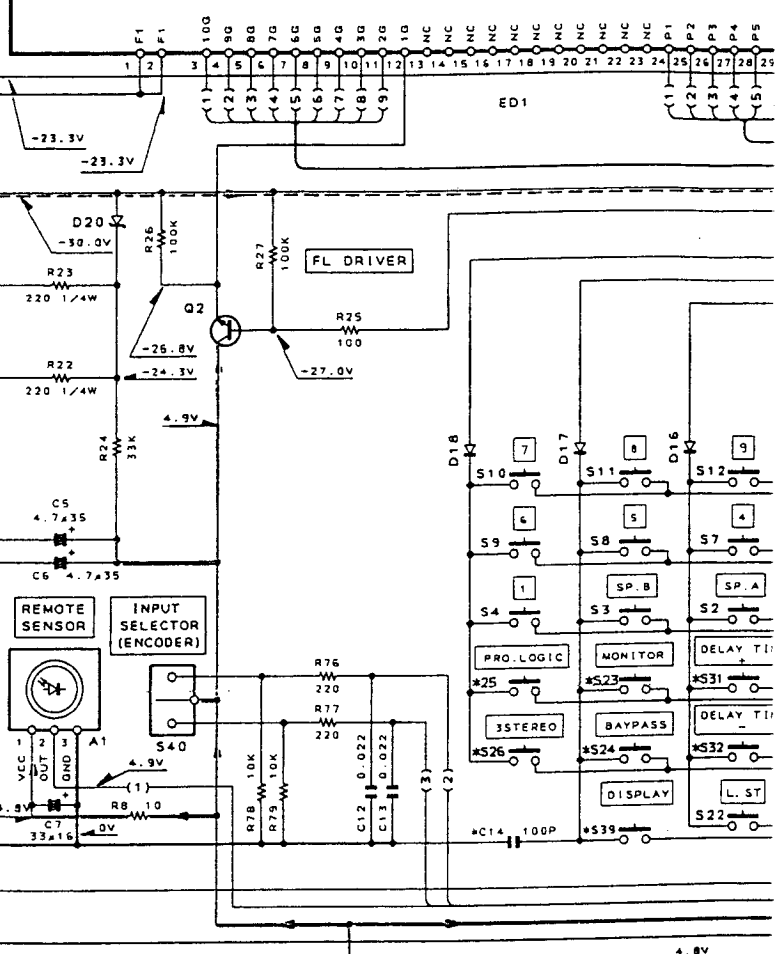 F1 F1 10G 9G 8G 7G 6G 5G 4G 3G 2G 1G NC NC NC NC NC NC NC NC NC NC NC P1 P2 P3 P4 P5
1 2 3 4 5 6 7 8 9 10 11 12 13 14 15 16 17 18 19 20 21 22 23 24 25 26 27 28 29
(1) (2) (3) (4) (5) (6) (7) (8) (9) (1) (2) (3) (4) (5)
ED1
-23.3V
-23.3V
D20
-30.0V
R26
100K
R27
100K
FL DRIVER
R23
220 1/4W
Q2
R25
100
-26.8V
R22
-24.3V
-27.0V
220 1/4W
4.9V
R24
33K
D18 D17 D16
7 8 9
S10 S11 S12
C5
4.7/35
6 5 4
S9 S8 S7
C6 4.7/35
1 SP.B SP.A
S4 S3 S2
REMOTE
SENSOR
INPUT
SELECTOR
(ENCODER)
PRO.LOGIC MONITOR DELAY TI
+
R76
220
*25 *S23 *S31
R77
220
3STEREO BAYPASS DELAY TI
-
1 2 3 A1
S40
*S26 *S24 *S32
VCC OUT GND
4.9V
(1)
R78 10K
R79 10K
C12 0.022
C13 0.022
(3) (2)
DISPLAY L.ST
R8 10
C7
33/16
0V
*C14 100P
*S39
S22
4.8V